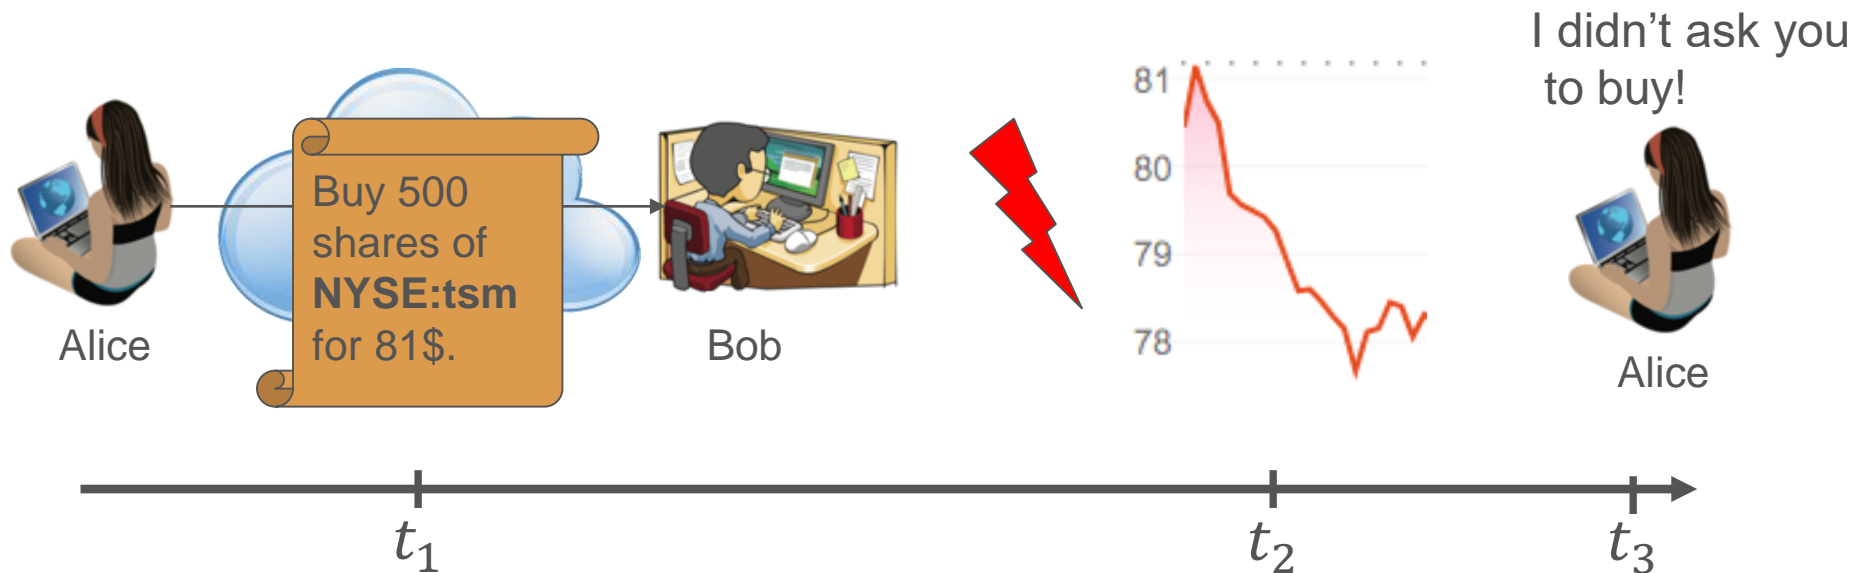 I didn’t ask you
to buy!
Buy 500
shares of
NYSE:tsm
for 81$.
Alice
Bob
81
80
79
78
Alice
t₁
t₂
t₃